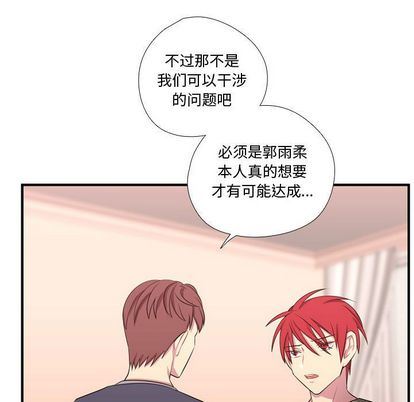 不过那不是
我们可以干涉
的问题吧
必须是郭雨柔
本人真的想要
才有可能达成...